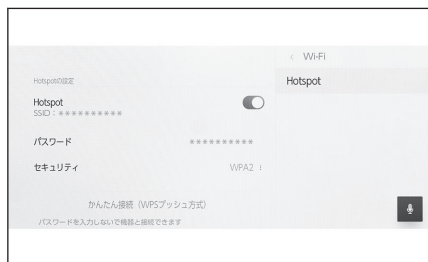 Wi-Fi
Hotspotの設定
Hotspot
Hotspot
SSID：＊＊＊＊＊＊＊＊＊＊
パスワード ＊＊＊＊＊＊＊＊＊＊
セキュリティ WPA2
かんたん接続（WPSプッシュ方式）
パスワードを入力しないで機器と接続できます